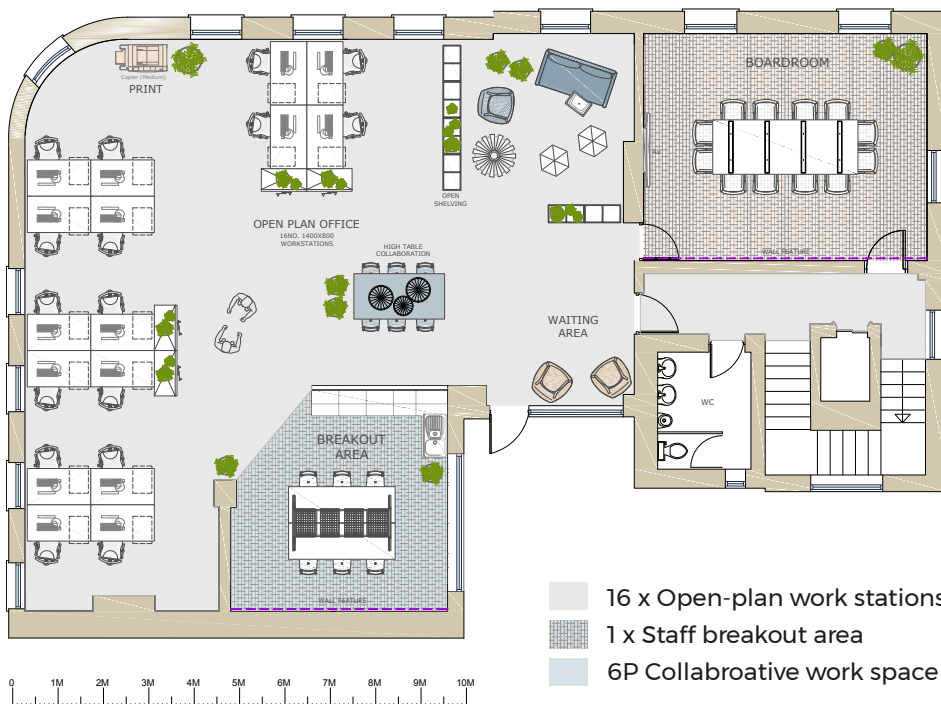 Copier (Medium)
PRINT
BOARDROOM
AV
OPEN
SHELVING
OPEN PLAN OFFICE
16NO. 1400X800
WORKSTATIONS
HIGH TABLE
COLLABORATION
WALL FEATURE
WAITING
AREA
WC
BREAKOUT
AREA
WALL FEATURE
16 x Open-plan work stations
1 x Staff breakout area
6P Collabroative work space
0 1M 2M 3M 4M 5M 6M 7M 8M 9M 10M